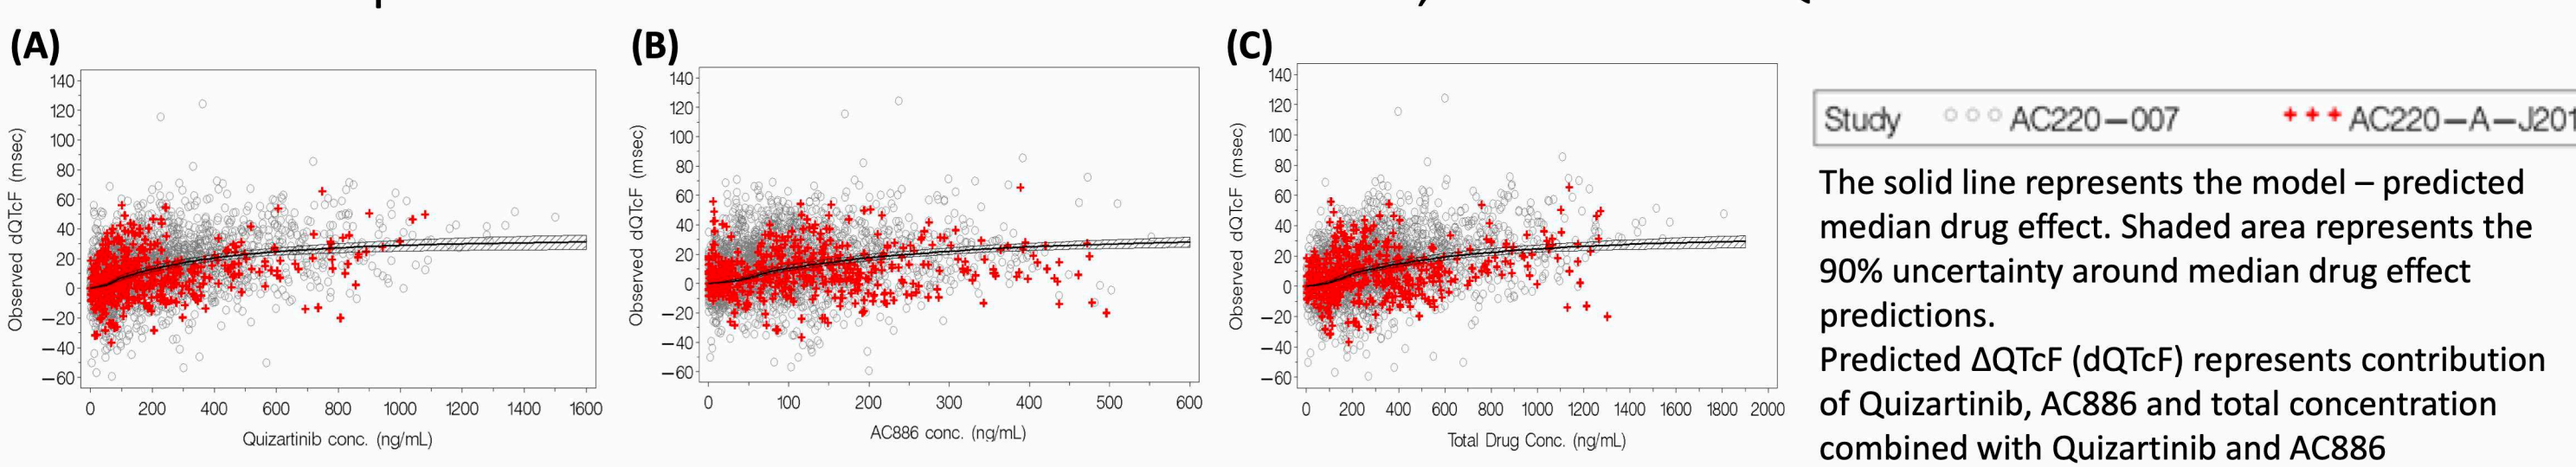 (A)
140
120
100
80
60
40
20
0
−20
−40
−60
Observed dQTcF (msec)
0 200 400 600 800 1000 1200 1400 1600
Quizartinib conc. (ng/mL)
(B)
140
120
100
80
60
40
20
0
−20
−40
−60
Observed dQTcF (msec)
0 100 200 300 400 500 600
AC886 conc. (ng/mL)
(C)
140
120
100
80
60
40
20
0
−20
−40
−60
Observed dQTcF (msec)
0 200 400 600 800 1000 1200 1400 1600 1800 2000
Total Drug Conc. (ng/mL)
Study AC220−007 AC220−A−J201
The solid line represents the model – predicted
median drug effect. Shaded area represents the
90% uncertainty around median drug effect
predictions.
Predicted ΔQTcF (dQTcF) represents contribution
of Quizartinib, AC886 and total concentration
combined with Quizartinib and AC886